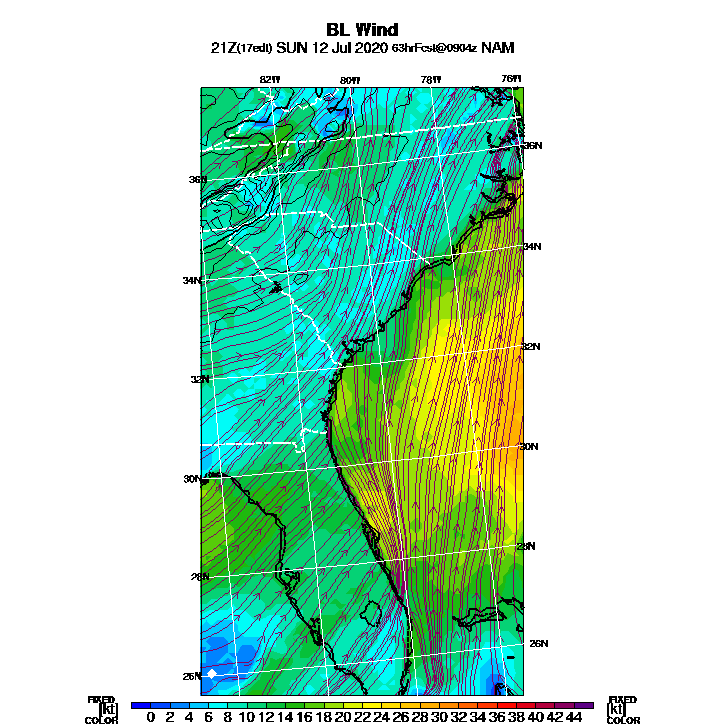 BL Wind
21Z(17edt) SUN 12 Jul 2020 63hrFcst@0904z NAM
82W 80W 78W 76W
36N
36N
34N
34N
32N
32N
30N
30N
28N
28N
26N
26N
FIXED FIXED
[kt] 0 2 4 6 8 10 12 14 16 18 20 22 24 26 28 30 32 34 36 38 40 42 44 [kt]
COLOR COLOR